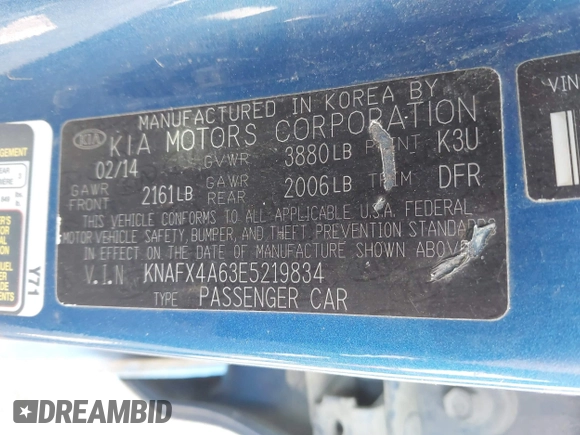 MANUFACTURED IN KOREA BY
KIA KIA MOTORS CORPORATION
02/14 GVWR 3880LB PAINT K3U
GAWR FRONT 2161LB GAWR REAR 2006LB TRIM DFR
THIS VEHICLE CONFORMS TO ALL APPLICABLE U.S.A. FEDERAL
MOTOR VEHICLE SAFETY, BUMPER, AND THEFT PREVENTION STANDARDS
IN EFFECT ON THE DATE OF MANUFACTURE SHOWN ABOVE.
V.I.N KNAFX4A63E5219834
TYPE PASSENGER CAR
Y71
VIN
DREAMBID